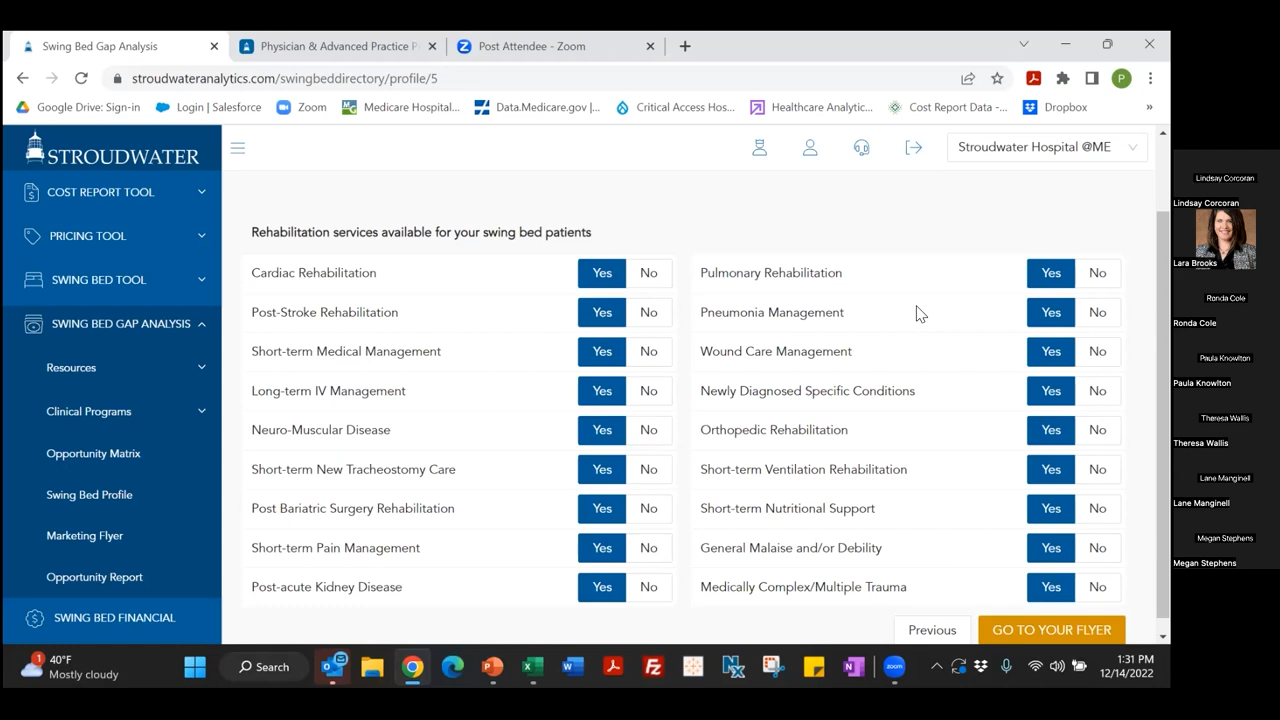 Swing Bed Gap Analysis
Physician & Advanced Practice P
Post Attendee - Zoom
stroudwateranalytics.com/swingbeddirectory/profile/5
P
Google Drive: Sign-in
Login | Salesforce
Zoom
Medicare Hospital...
Data.Medicare.gov |...
Critical Access Hos...
Healthcare Analytic...
Cost Report Data -...
Dropbox
»
STROUDWATER
Stroudwater Hospital @ME
COST REPORT TOOL
PRICING TOOL
SWING BED TOOL
SWING BED GAP ANALYSIS
Resources
Clinical Programs
Opportunity Matrix
Swing Bed Profile
Marketing Flyer
Opportunity Report
SWING BED FINANCIAL
Rehabilitation services available for your swing bed patients
Cardiac Rehabilitation Yes No Pulmonary Rehabilitation Yes No
Post-Stroke Rehabilitation Yes No Pneumonia Management Yes No
Short-term Medical Management Yes No Wound Care Management Yes No
Long-term IV Management Yes No Newly Diagnosed Specific Conditions Yes No
Neuro-Muscular Disease Yes No Orthopedic Rehabilitation Yes No
Short-term New Tracheostomy Care Yes No Short-term Ventilation Rehabilitation Yes No
Post Bariatric Surgery Rehabilitation Yes No Short-term Nutritional Support Yes No
Short-term Pain Management Yes No General Malaise and/or Debility Yes No
Post-acute Kidney Disease Yes No Medically Complex/Multiple Trauma Yes No
Previous GO TO YOUR FLYER
1
40°F
Mostly cloudy
Search
zoom
1:31 PM
12/14/2022
Lindsay Corcoran
Lindsay Corcoran
Lara Brooks
Ronda Cole
Ronda Cole
Paula Knowlton
Paula Knowlton
Theresa Wallis
Theresa Wallis
Lane Manginell
Lane Manginell
Megan Stephens
Megan Stephens